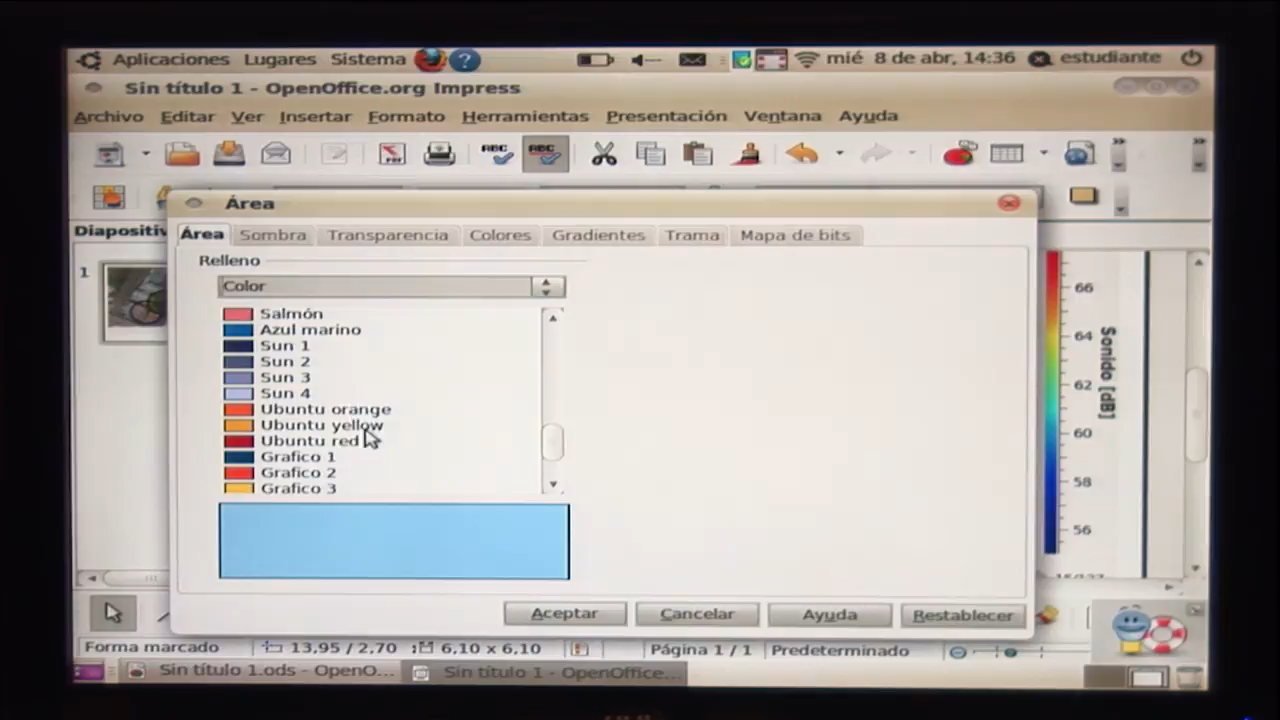 Aplicaciones Lugares Sistema ? mié 8 de abr, 14:36 estudiante
Sin título 1 - OpenOffice.org Impress
Archivo Editar Ver Insertar Formato Herramientas Presentación Ventana Ayuda
PDF ABC ABC
Área
Diapositiv
Área Sombra Transparencia Colores Gradientes Trama Mapa de bits
Relleno
1
Color
Salmón
Azul marino
Sun 1
Sun 2
Sun 3
Sun 4
Ubuntu orange
Ubuntu yellow
Ubuntu red
Grafico 1
Grafico 2
Grafico 3
66
64
62
60
58
56
Sonido [dB]
Aceptar Cancelar Ayuda Restablecer
Forma marcado 13,95 / 2,70 6,10 x 6,10 Página 1 / 1 Predeterminado
Sin título 1.ods - OpenO... Sin título 1 - OpenOffice...